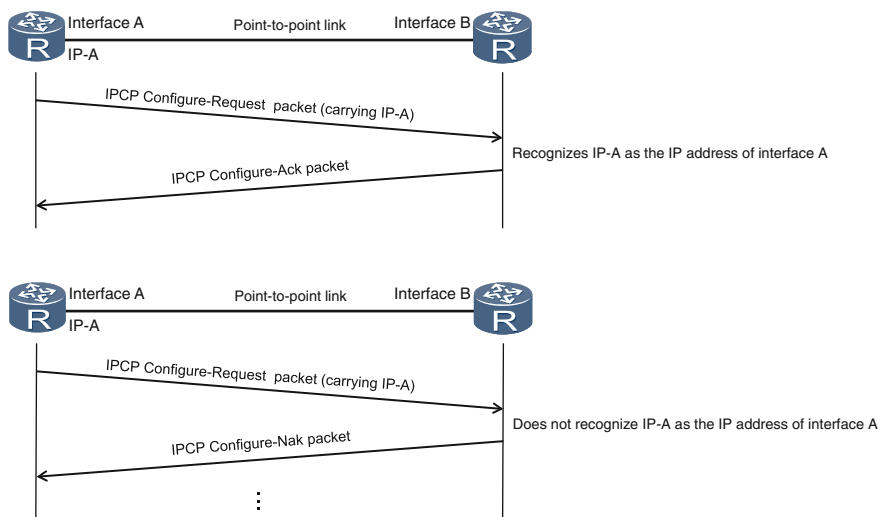 Interface A Point-to-point link Interface B
R R
IP-A
IPCP Configure-Request packet (carrying IP-A)
Recognizes IP-A as the IP address of interface A
IPCP Configure-Ack packet
Interface A Point-to-point link Interface B
R R
IP-A
IPCP Configure-Request packet (carrying IP-A)
Does not recognize IP-A as the IP address of interface A
IPCP Configure-Nak packet